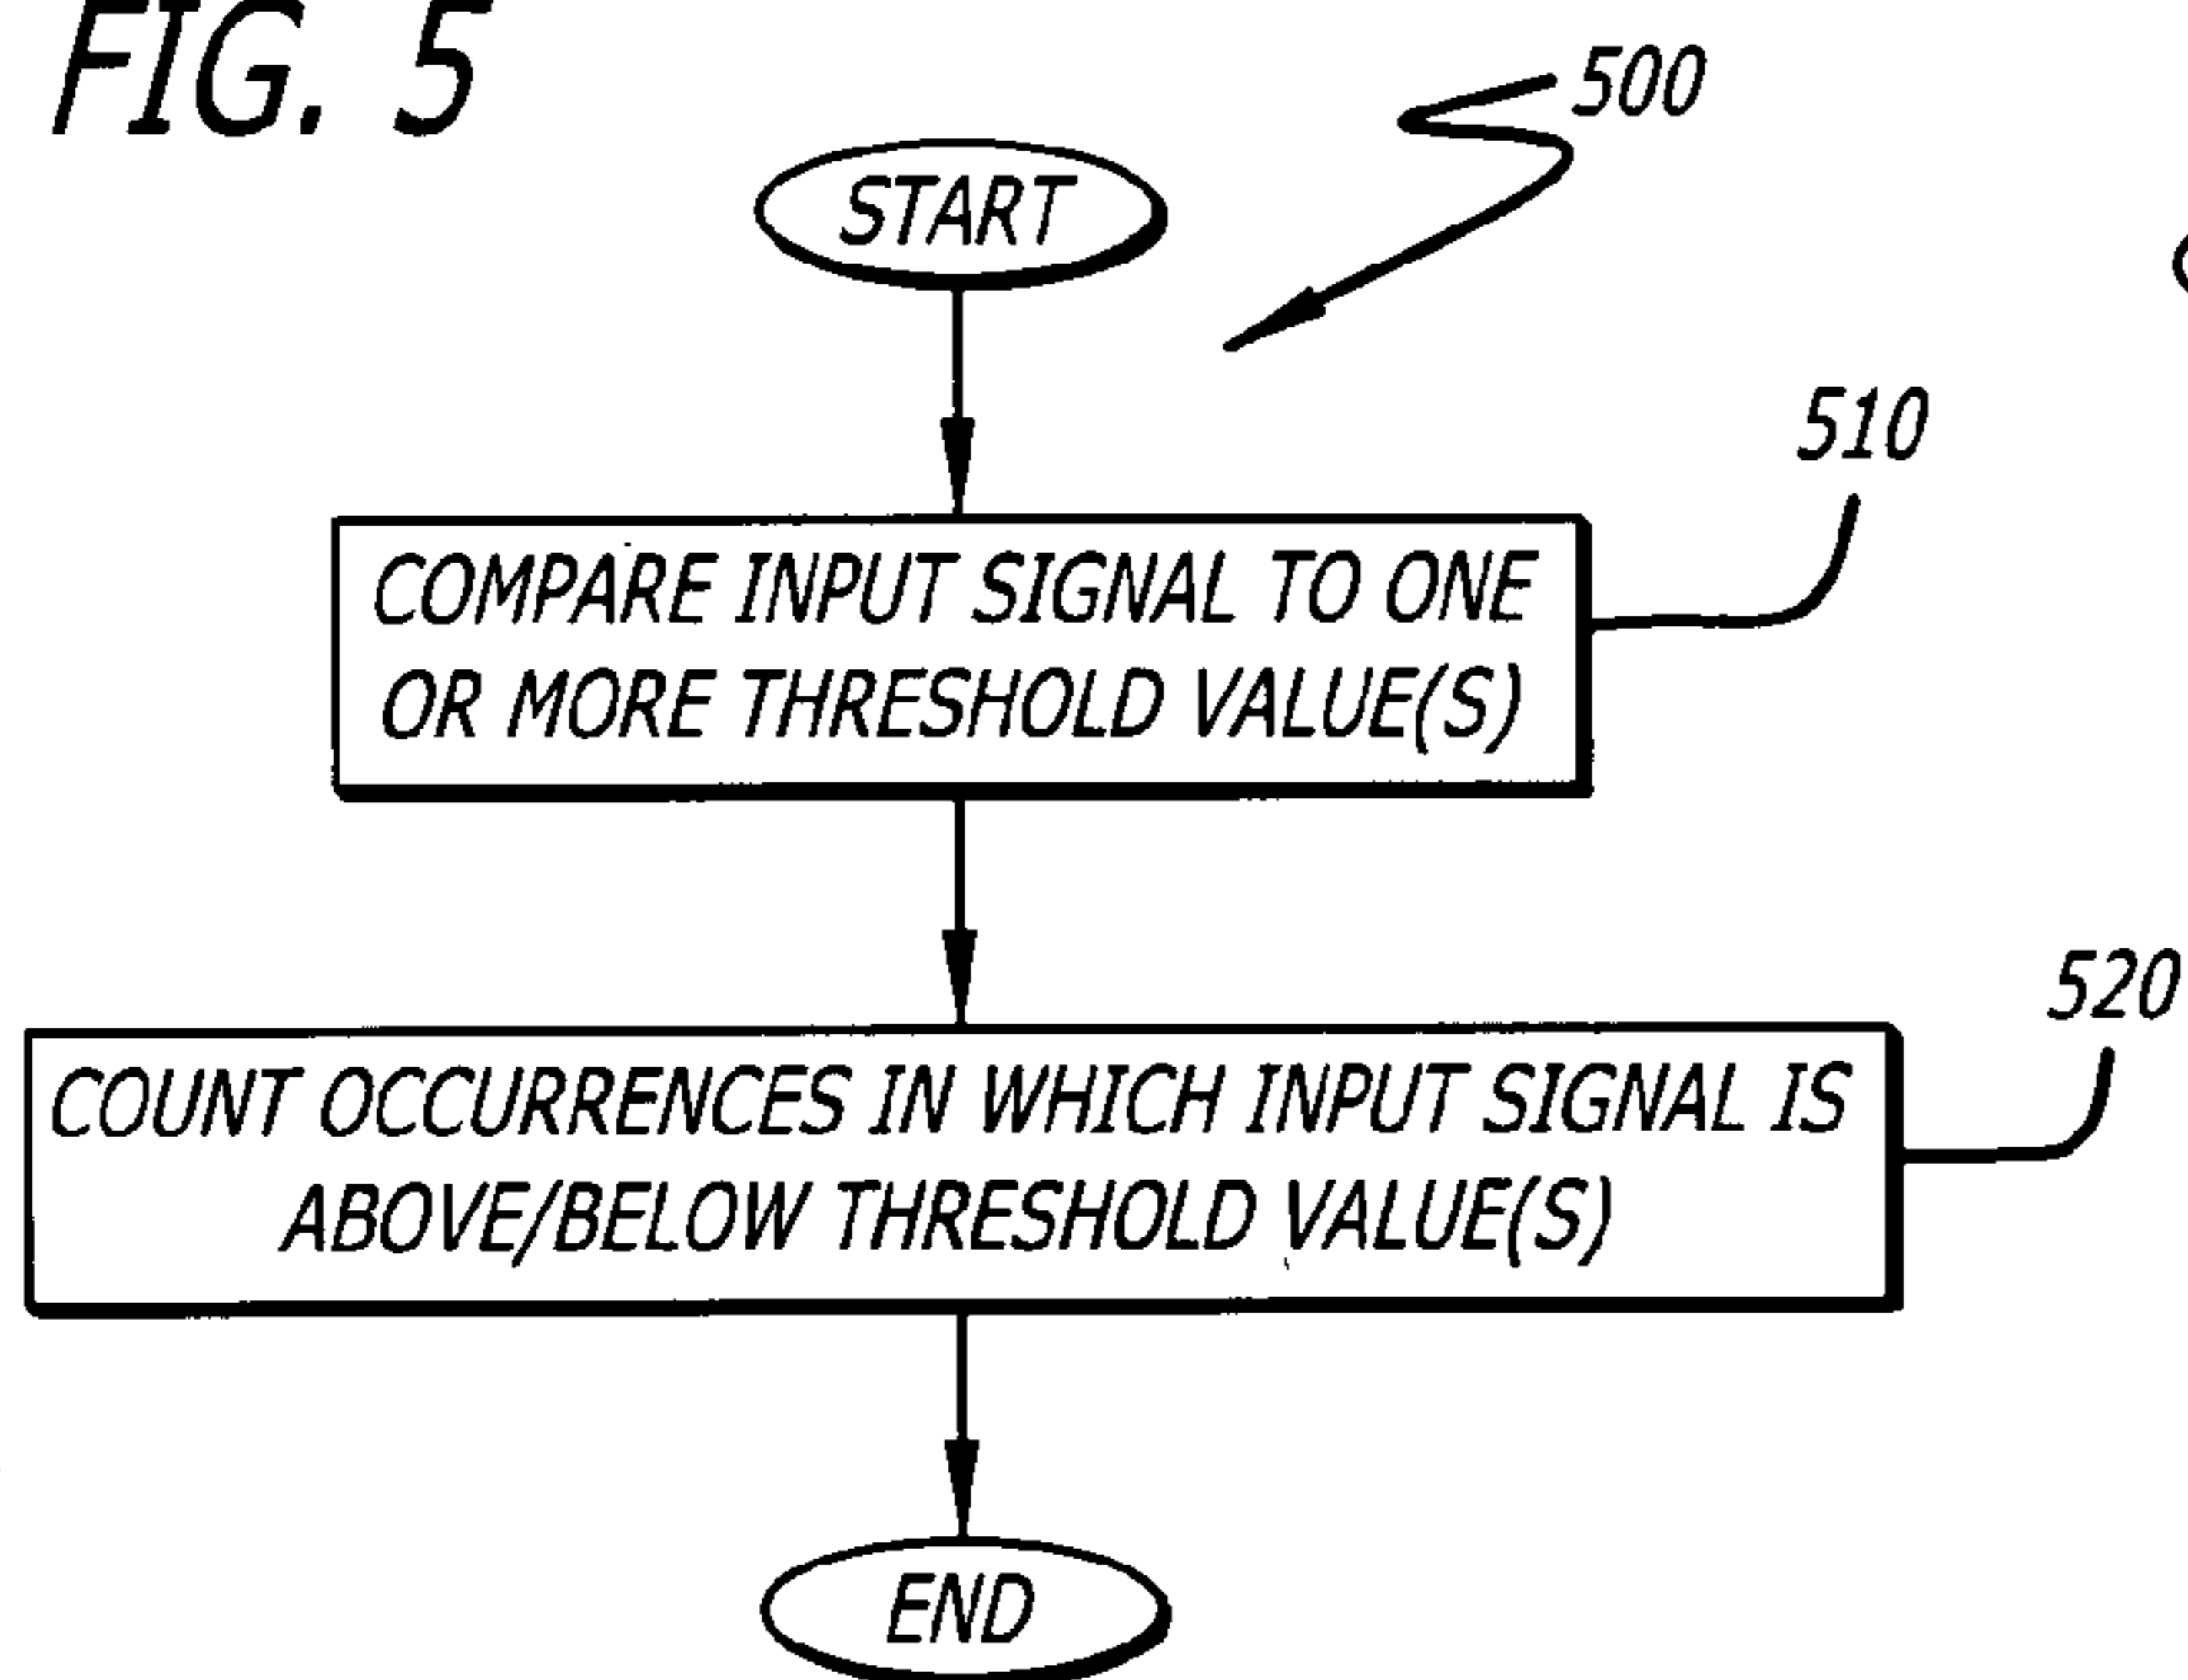 FIG. 5
500
START
510
COMPARE INPUT SIGNAL TO ONE
OR MORE THRESHOLD VALUE(S)
520
COUNT OCCURRENCES IN WHICH INPUT SIGNAL IS
ABOVE/BELOW THRESHOLD VALUE(S)
END